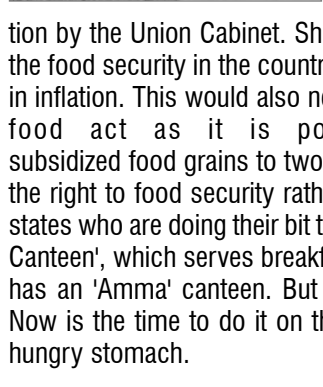 tion by the Union Cabinet. Sh
the food security in the countr
in inflation. This would also n
food act as it is po
subsidized food grains to two
the right to food security rath
states who are doing their bit t
Canteen', which serves breakf
has an 'Amma' canteen. But
Now is the time to do it on th
hungry stomach.